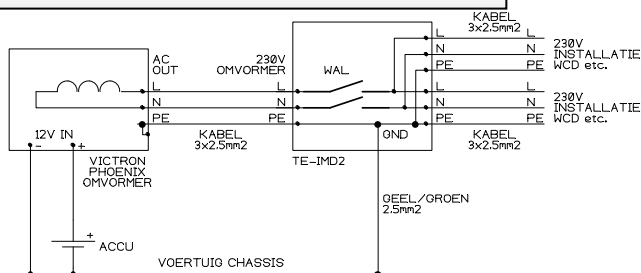 KABEL
3x2.5mm2
L
L
N
N
PE
PE
230V
INSTALLATIE
WCD etc.
AC
OUT
230V
OMVORMER
WAL
L
L
L
L
N
N
N
N
PE
PE
PE
PE
230V
INSTALLATIE
WCD etc.
12V IN
- +
KABEL
3x2.5mm2
GND
KABEL
3x2.5mm2
VICTRON
PHOENIX
OMVORMER
TE-IMD2
GEEL/GROEN
2.5mm2
+
ACCU
VOERTUIG CHASSIS